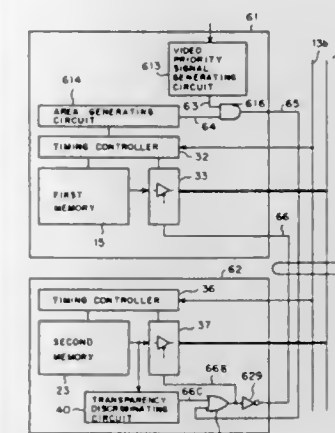 61
13b
VIDEO
PRIORITY
SIGNAL
GENERATING
CIRCUIT
613
614
63
616
65
AREA GENERATING
CIRCUIT
64
TIMING CONTROLLER
32
33
FIRST
MEMORY
66
15
62
TIMING CONTROLLER
36
37
SECOND
MEMORY
66B
629
23
66C
TRANSPARENCY
DISCRIMINATING
CIRCUIT
40